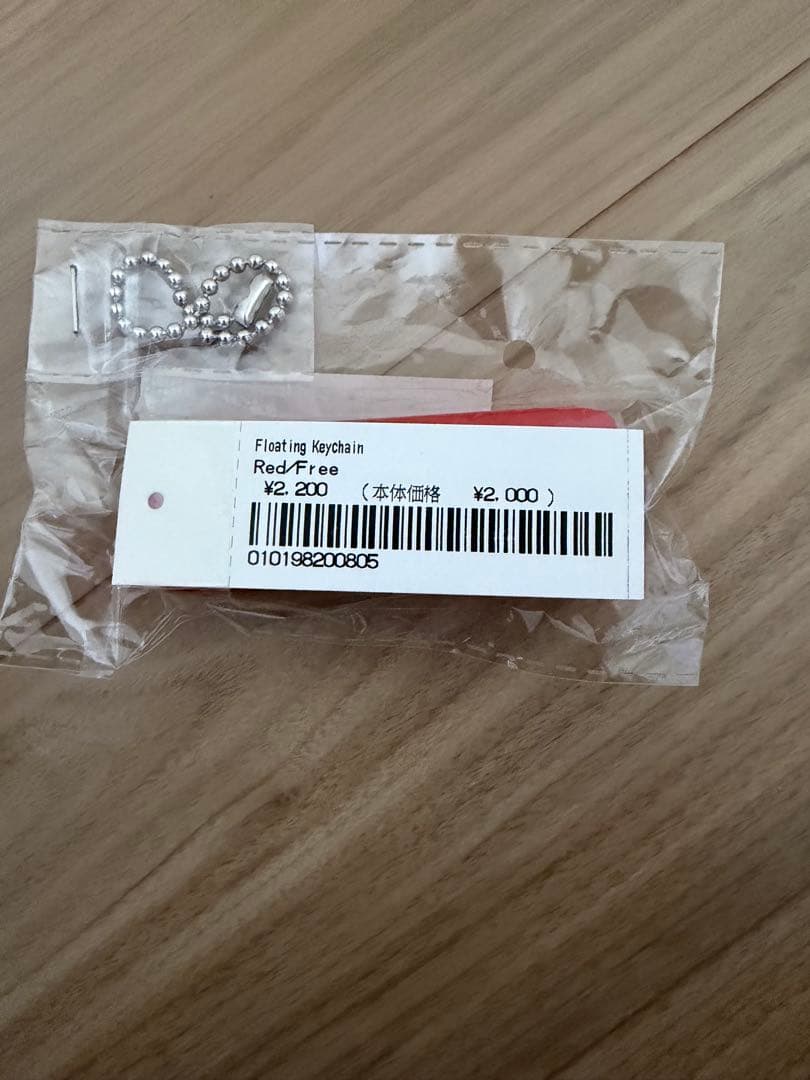 Floating Keychain
Red/Free
¥2,200 (本体価格 ¥2,000)
010198200805